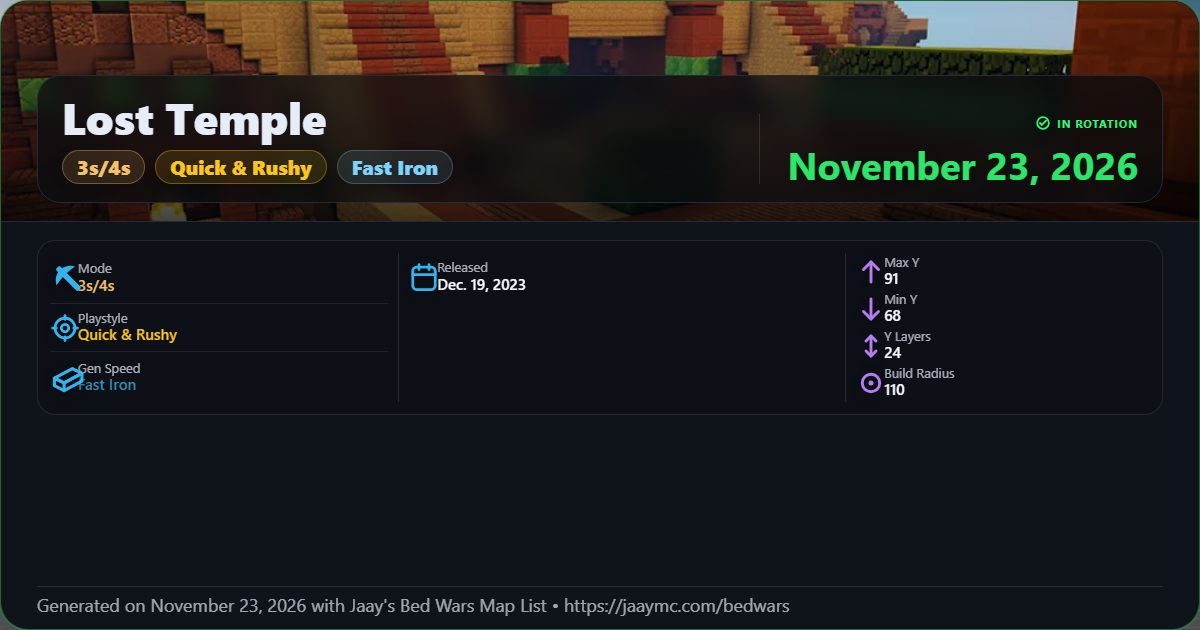 Lost Temple
3s/4s
Quick & Rushy
Fast Iron
IN ROTATION
November 23, 2026
Mode
3s/4s
Playstyle
Quick & Rushy
Gen Speed
Fast Iron
Released
Dec. 19, 2023
Max Y
91
Min Y
68
Y Layers
24
Build Radius
110
Generated on November 23, 2026 with Jaay's Bed Wars Map List • https://jaaymc.com/bedwars